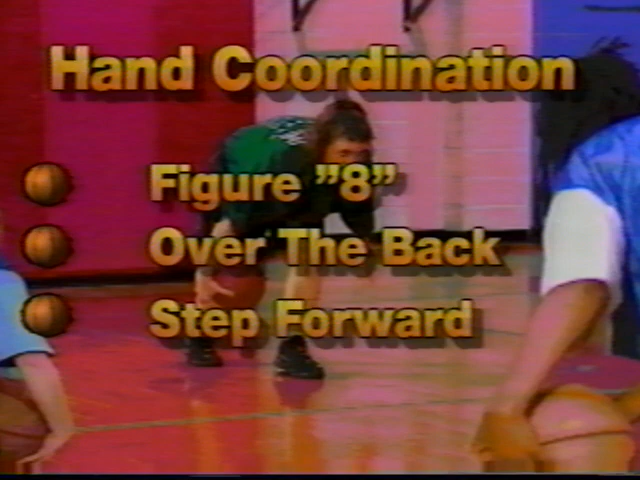 Hand Coordination
Figure ”8”
Over The Back
Step Forward